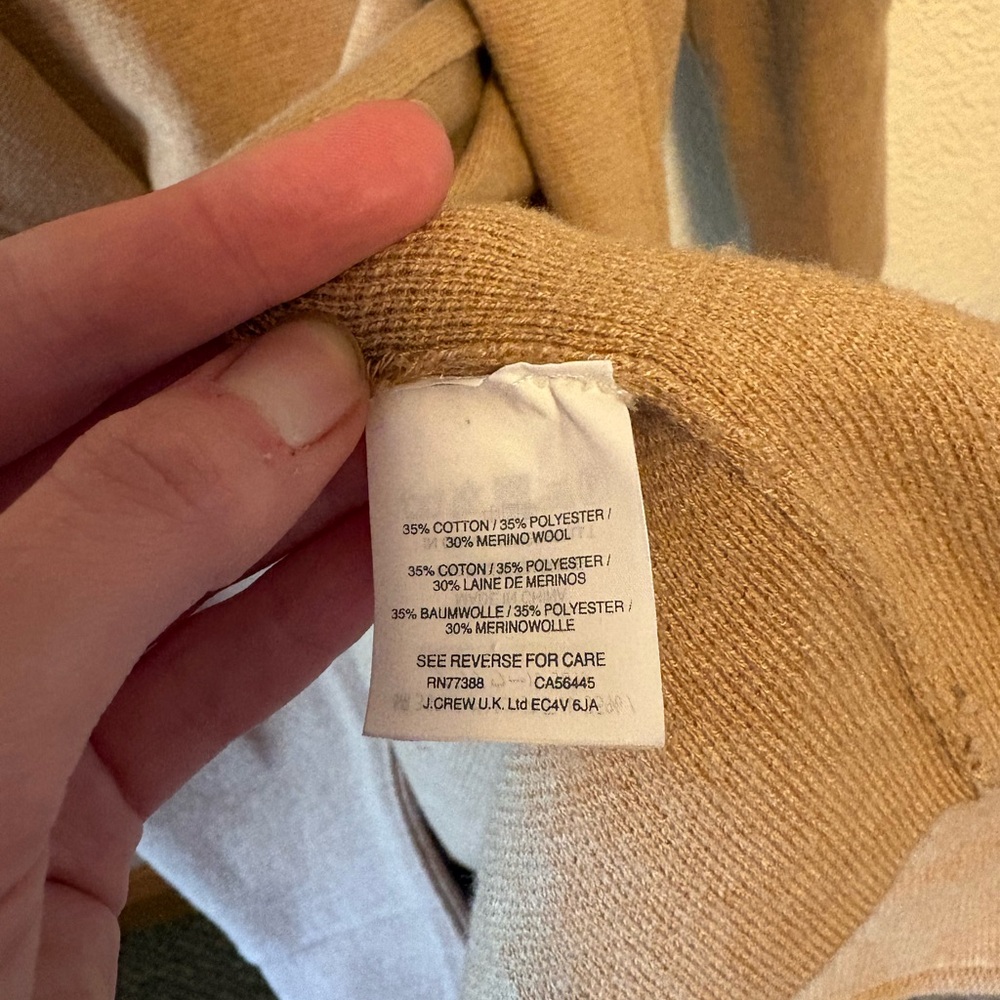 35% COTTON / 35% POLYESTER /
30% MERINO WOOL
35% COTON / 35% POLYESTER /
30% LAINE DE MERINOS
35% BAUMWOLLE / 35% POLYESTER /
30% MERINOWOLLE
SEE REVERSE FOR CARE
RN77388 CA56445
J.CREW U.K. Ltd EC4V 6JA